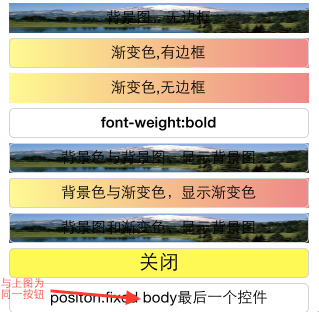 背景图，无边框
渐变色,有边框
渐变色,无边框
font-weight:bold
背景色与背景图，显示背景图
背景色与渐变色，显示渐变色
背景图和渐变色，显示背景图
关闭
与上图为
同一按钮
positon:fixed body最后一个控件